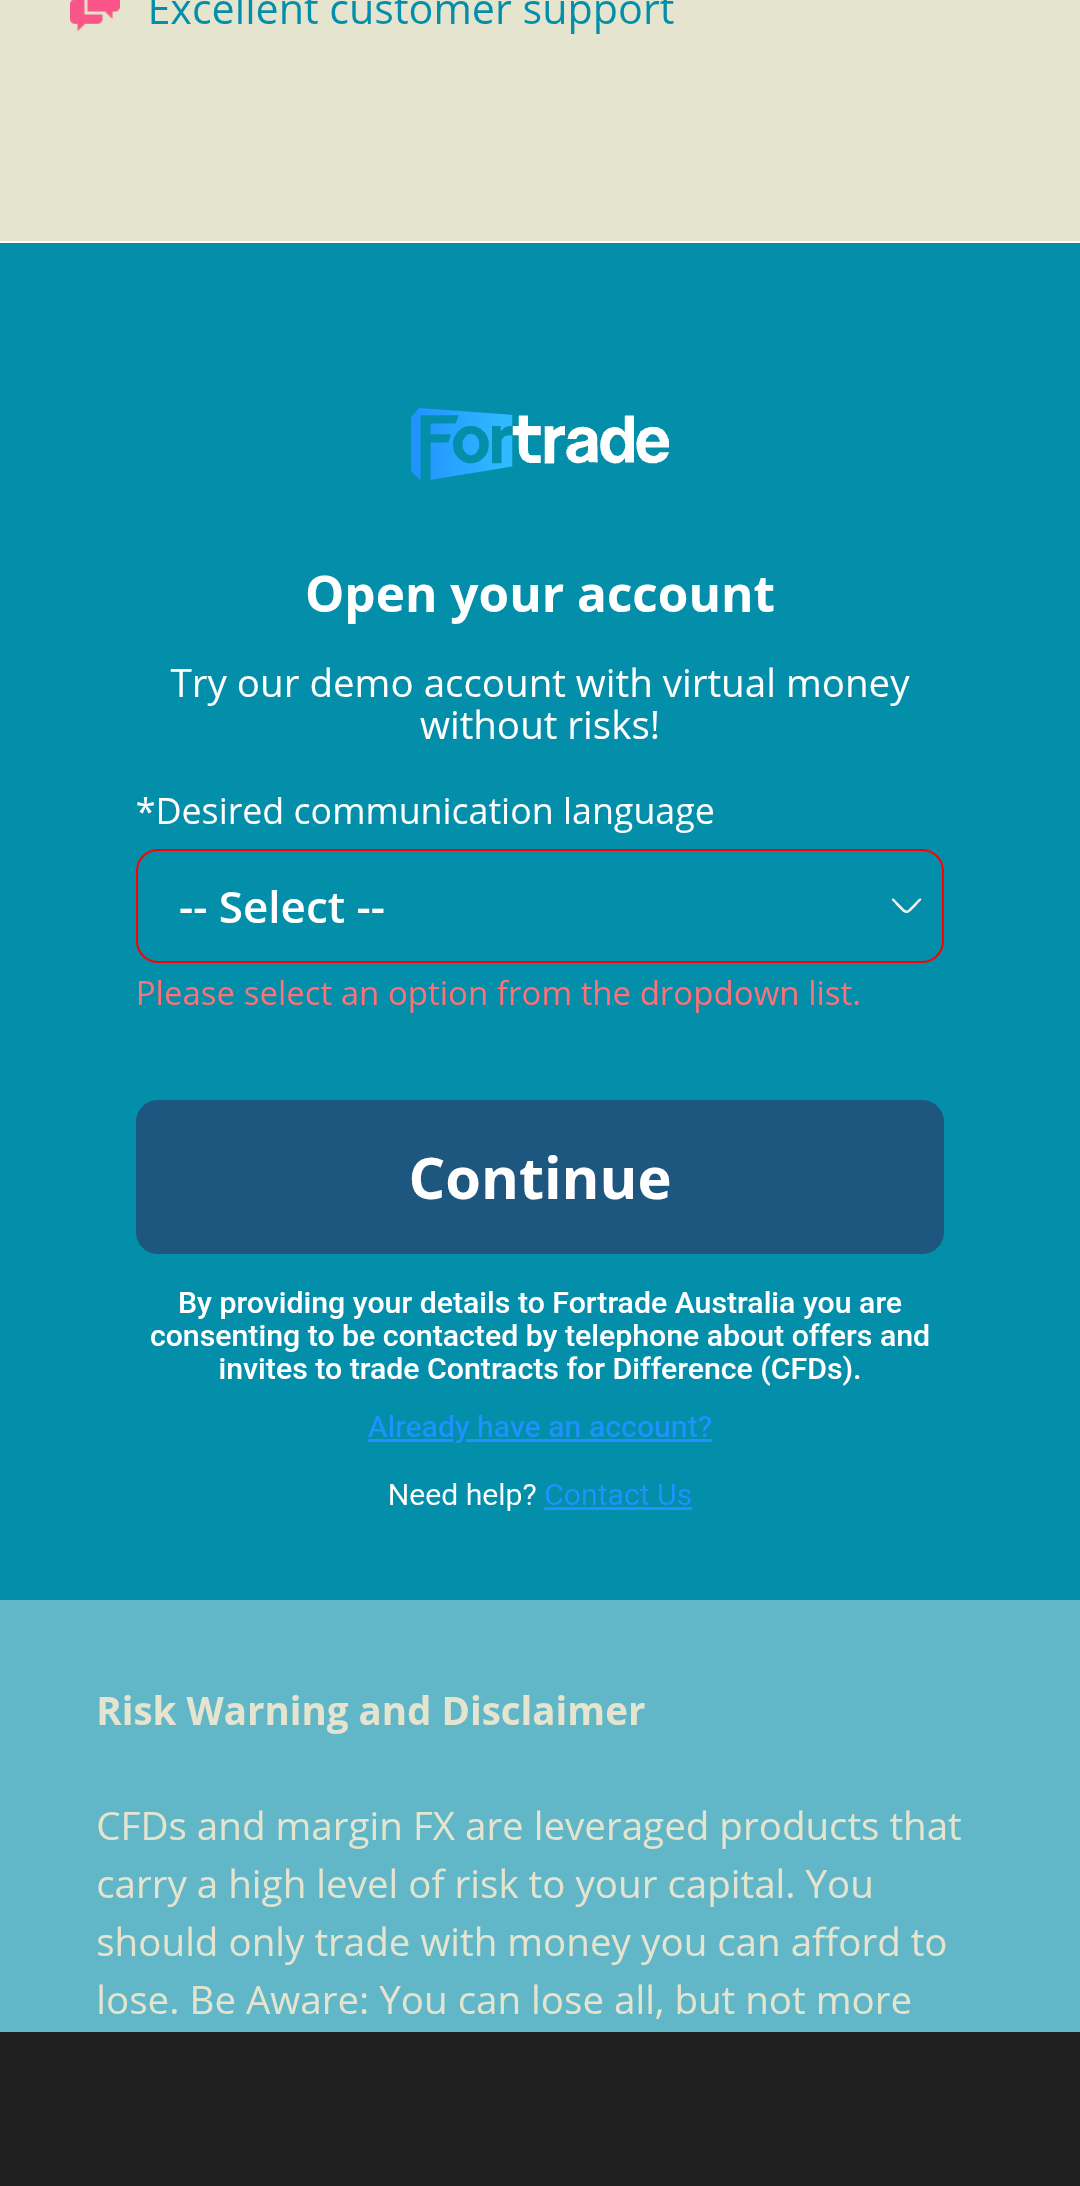 Excellent customer support
Fortrade
Open your account
Try our demo account with virtual money
without risks!
*Desired communication language
-- Select --
Please select an option from the dropdown list.
Continue
By providing your details to Fortrade Australia you are
consenting to be contacted by telephone about offers and
invites to trade Contracts for Difference (CFDs).
Already have an account?
Need help? Contact Us
Risk Warning and Disclaimer
CFDs and margin FX are leveraged products that
carry a high level of risk to your capital. You
should only trade with money you can afford to
lose. Be Aware: You can lose all, but not more